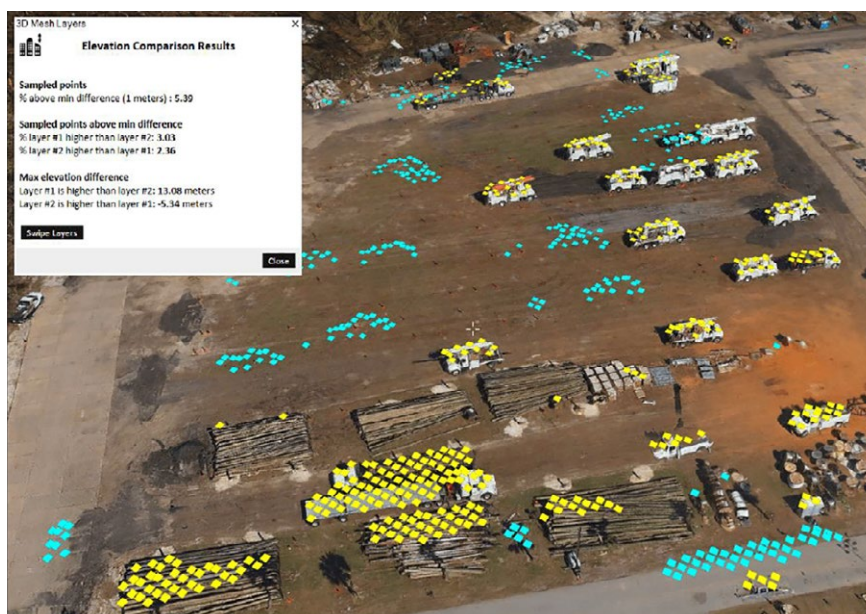 3D Mesh Layers
Elevation Comparison Results
Sampled points
% above min difference (1 meters) : 5.39
Sampled points above min difference
% layer #1 higher than layer #2: 3.03
% layer #2 higher than layer #1: 2.36
Max elevation difference
Layer #1 is higher than layer #2: 13.08 meters
Layer #2 is higher than layer #1: -5.34 meters
Swipe Layers
Close